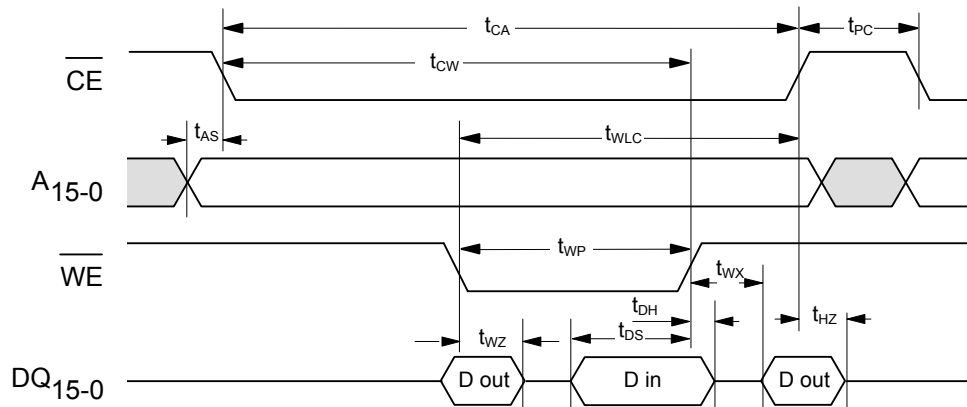 tCA
tPC
CE
tCW
tAS
tWLC
A15-0
tWP
WE
tWX
tDH
tHZ
tWZ
tDS
DQ15-0
D out
D in
D out